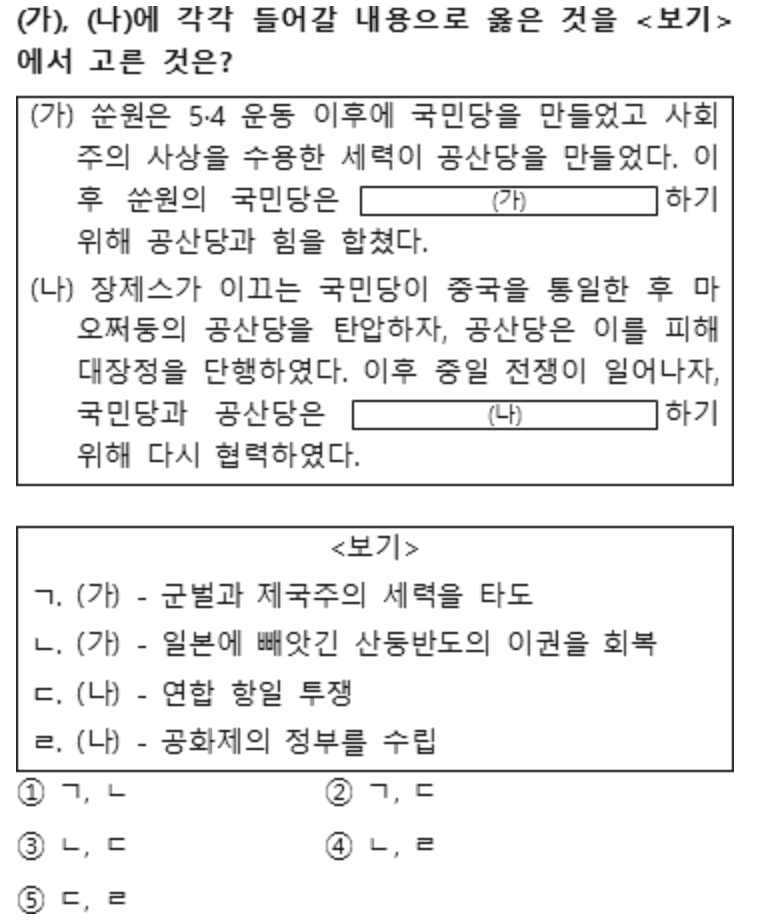 (가), (나)에 각각 들어갈 내용으로 옳은 것을 <보기>
에서 고른 것은?
(가) 쑨원은 5·4 운동 이후에 국민당을 만들었고 사회
주의 사상을 수용한 세력이 공산당을 만들었다. 이
후 쑨원의 국민당은 (가) 하기
위해 공산당과 힘을 합쳤다.
(나) 장제스가 이끄는 국민당이 중국을 통일한 후 마
오쩌둥의 공산당을 탄압하자, 공산당은 이를 피해
대장정을 단행하였다. 이후 중일 전쟁이 일어나자,
국민당과 공산당은 (나) 하기
위해 다시 협력하였다.
<보기>
ㄱ. (가) - 군벌과 제국주의 세력을 타도
ㄴ. (가) - 일본에 빼앗긴 산둥반도의 이권을 회복
ㄷ. (나) - 연합 항일 투쟁
ㄹ. (나) - 공화제의 정부를 수립
① ㄱ, ㄴ ② ㄱ, ㄷ
③ ㄴ, ㄷ ④ ㄴ, ㄹ
⑤ ㄷ, ㄹ